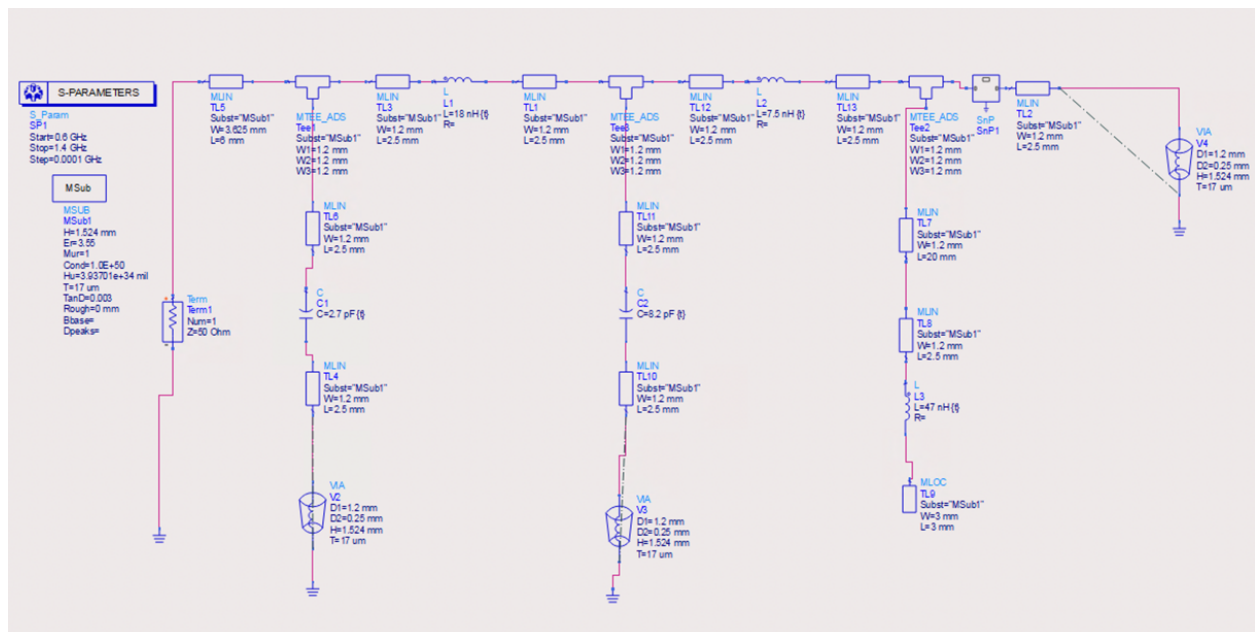 S-PARAMETERS
S_Param
SP1
Start=0.6 GHz
Stop=1.4 GHz
Step=0.0001 GHz
MSub
MSUB
MSub1
H=1.524 mm
Er=3.55
Mur=1
Cond=1.0E+50
Hu=3.93701e+34 mil
T=17 um
TanD=0.003
Rough=0 mm
Bbase=
Dpeaks=
Term
Term1
Num=1
Z=50 Ohm
MLIN
TL5
Subst="MSub1"
W=3.625 mm
L=6 mm
MTEE_ADS
Tee1
W1=1.2 mm
W2=1.2 mm
W3=1.2 mm
MLIN
TL3
Subst="MSub1"
W=1.2 mm
L=2.5 mm
L
L1
L=18 nH {t}
R=
MLIN
TL1
Subst="MSub1"
W=1.2 mm
L=2.5 mm
MTEE_ADS
W1=1.2 mm
W2=1.2 mm
W3=1.2 mm
MLIN
TL12
Subst="MSub1"
W=1.2 mm
L=2.5 mm
L
L2
L=7.5nH {t}
R=
MLIN
TL13
Subst="MSub1"
W=1.2 mm
L=2.5 mm
MTEE_ADS
Tee2
W1=1.2 mm
W2=1.2 mm
W3=1.2 mm
SnP
SnP1
MLIN
TL2
Subst="MSub1"
W=1.2 mm
L=2.5 mm
VIA
V4
D1=1.2 mm
D2=0.25 mm
H=1.524 mm
T=17 um
MLIN
TL6
Subst="MSub1"
W=1.2 mm
L=2.5 mm
C
C1
C=2.7 pF {t}
MLIN
TL4
Subst="MSub1"
W=1.2 mm
L=2.5 mm
VIA
V2
D1=1.2 mm
D2=0.25 mm
H=1.524 mm
T=17 um
MLIN
TL11
Subst="MSub1"
W=1.2 mm
L=2.5 mm
C
C2
C=8.2 pF {t}
MLIN
TL10
Subst="MSub1"
W=1.2 mm
L=2.5 mm
VIA
V3
D1=1.2 mm
D2=0.25 mm
H=1.524 mm
T=17 um
MLIN
TL7
Subst="MSub1"
W=1.2 mm
L=20 mm
MLIN
TL8
Subst="MSub1"
W=1.2 mm
L=2.5 mm
L
L3
L=47 nH {t}
R=
MLOC
TL9
Subst="MSub1"
W=3 mm
L=3 mm